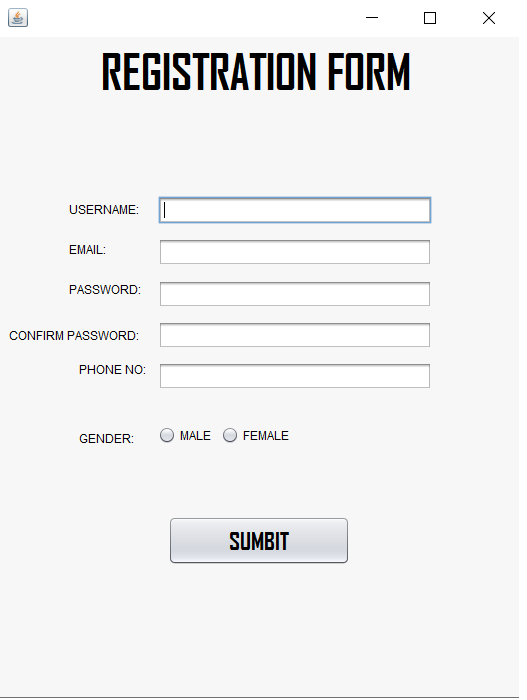 REGISTRATION FORM
USERNAME:
EMAIL:
PASSWORD:
CONFIRM PASSWORD:
PHONE NO:
GENDER: MALE FEMALE
SUMBIT